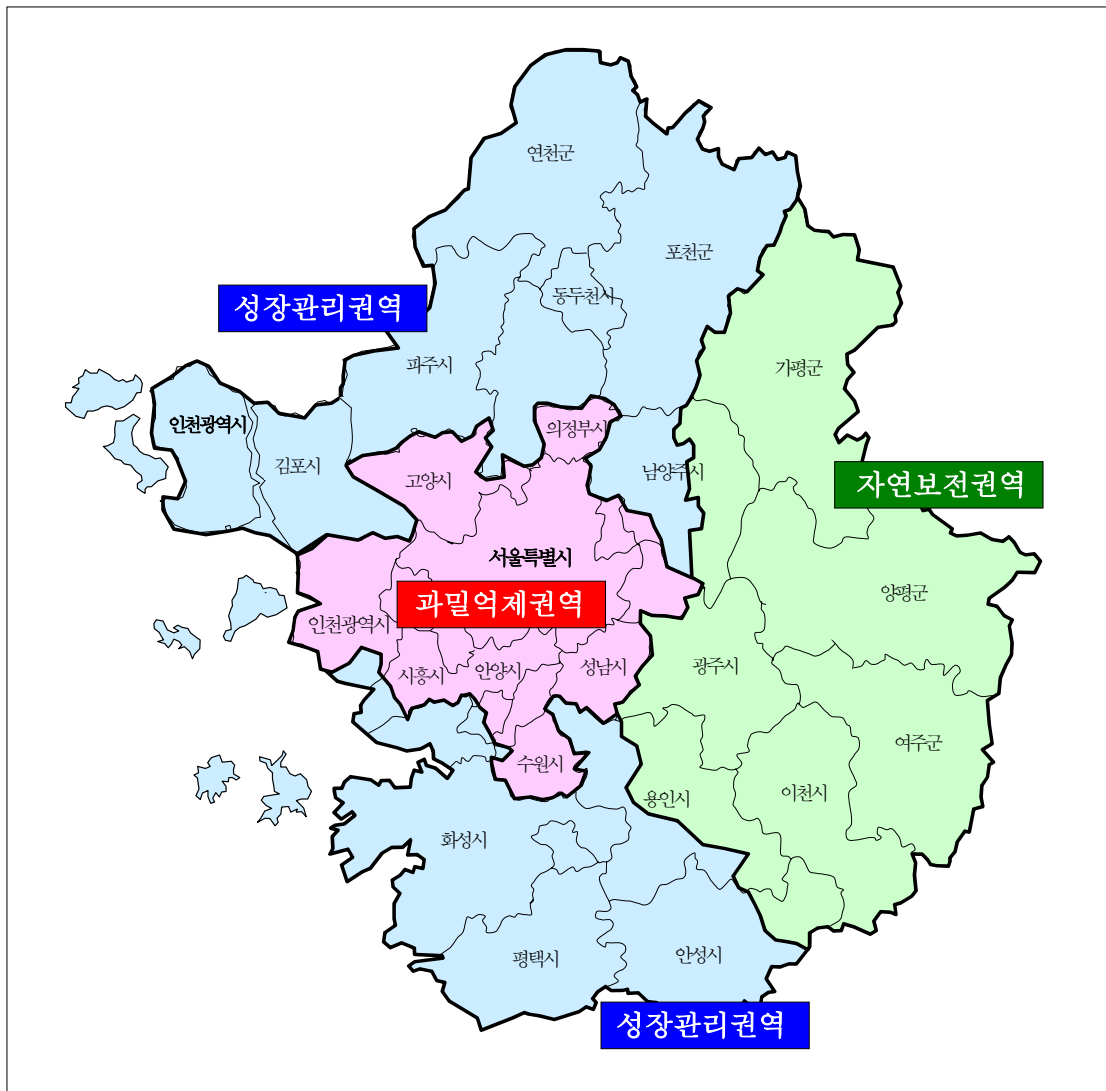 연천군
포천군
동두천시
성장관리권역
파주시
가평군
인천광역시
의정부시
김포시
고양시
남양주시
자연보전권역
서울특별시
양평군
과밀억제권역
인천광역시
시흥시
안양시
성남시
광주시
여주군
수원시
용인시
이천시
화성시
평택시
안성시
성장관리권역